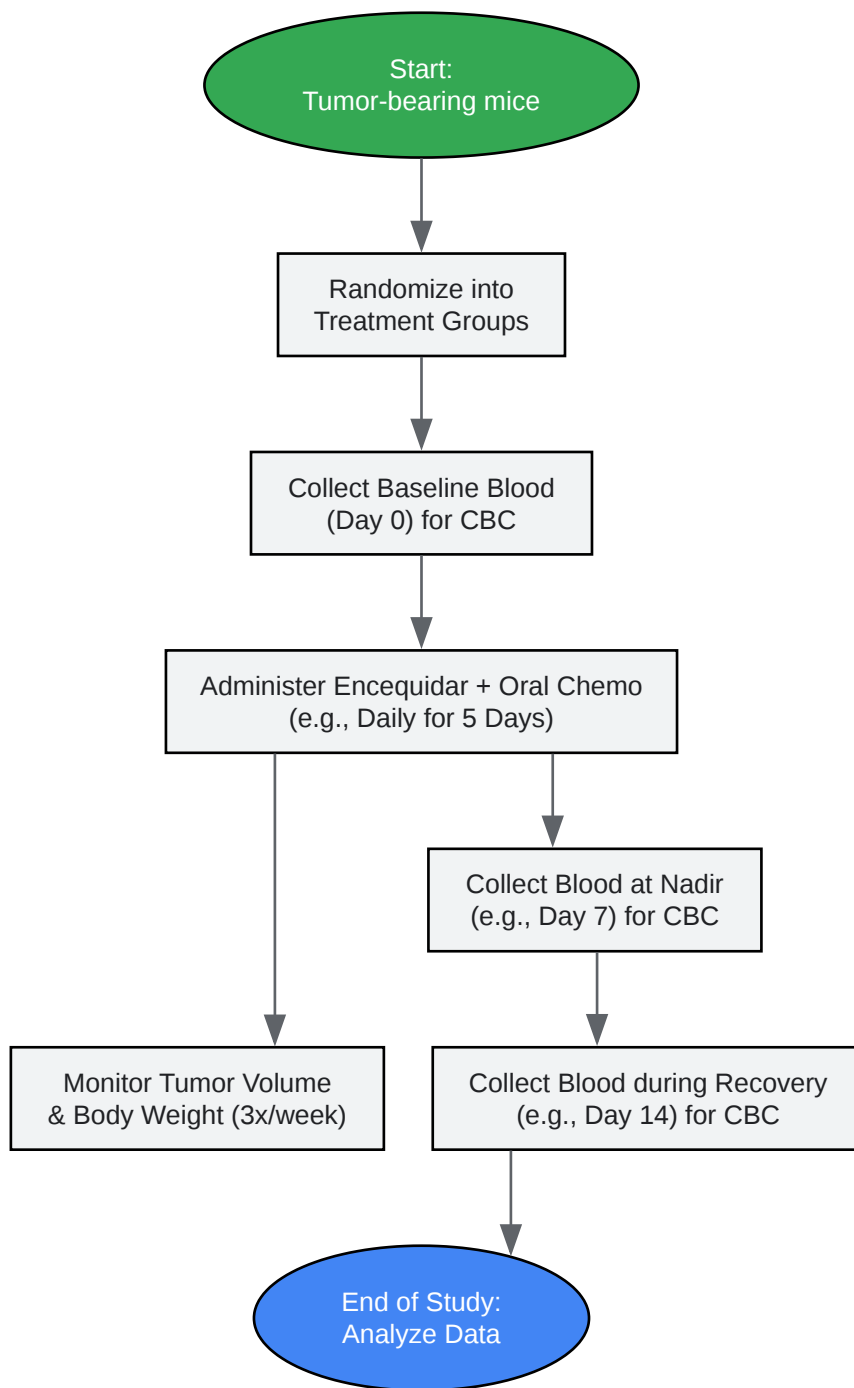 Start:
Tumor-bearing mice
Randomize into
Treatment Groups
Collect Baseline Blood
(Day 0) for CBC
Administer Encequidar + Oral Chemo
(e.g., Daily for 5 Days)
Collect Blood at Nadir
(e.g., Day 7) for CBC
Monitor Tumor Volume
& Body Weight (3x/week)
Collect Blood during Recovery
(e.g., Day 14) for CBC
End of Study:
Analyze Data